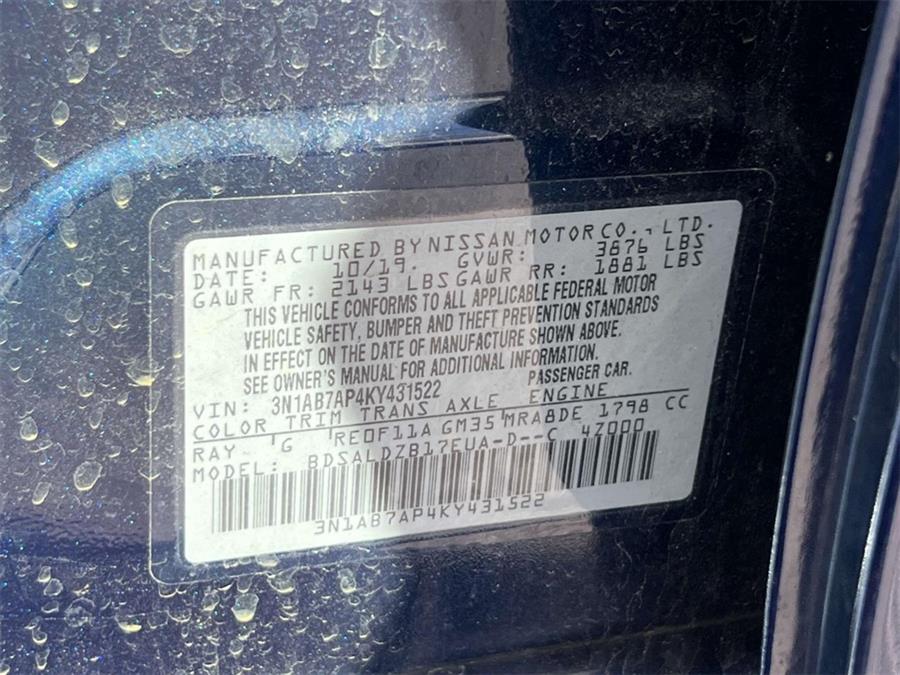 MANUFACTURED BY NISSAN MOTOR CO., LTD.
DATE: 10/19. GVWR: 3876 LBS
GAWR FR: 2143 LBS GAWR RR: 1881 LBS
THIS VEHICLE CONFORMS TO ALL APPLICABLE FEDERAL MOTOR
VEHICLE SAFETY, BUMPER AND THEFT PREVENTION STANDARDS
IN EFFECT ON THE DATE OF MANUFACTURE SHOWN ABOVE.
SEE OWNER'S MANUAL FOR ADDITIONAL INFORMATION.
VIN: 3N1AB7AP4KY431522 PASSENGER CAR.
COLOR TRIM TRANS AXLE ENGINE
RAY G RE0F11A GM35 MRA8DE 1798 CC
MODEL: BDSALDZB17EUA-D--C 4Z000
3N1AB7AP4KY431522